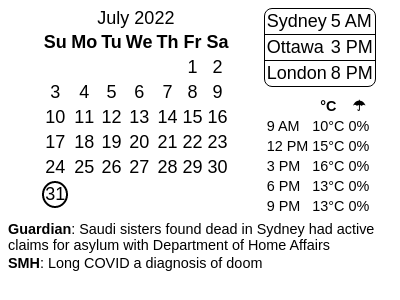 July 2022
Su Mo Tu We Th Fr Sa
1 2
3 4 5 6 7 8 9
10 11 12 13 14 15 16
17 18 19 20 21 22 23
24 25 26 27 28 29 30
31
Sydney 5 AM
Ottawa 3 PM
London 8 PM
°C ☂
9 AM 10°C 0%
12 PM 15°C 0%
3 PM 16°C 0%
6 PM 13°C 0%
9 PM 13°C 0%
Guardian: Saudi sisters found dead in Sydney had active
claims for asylum with Department of Home Affairs
SMH: Long COVID a diagnosis of doom